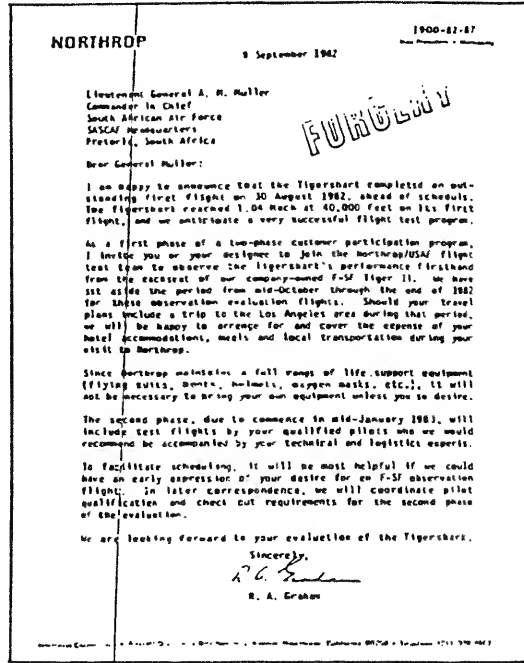 NORTHROP
1900-82-87
9 September 1982
Lieutenant General A. M. Muller
Commander in Chief
South African Air Force
SASCAF Headquarters
Pretoria, South Africa
FORGERY
Dear General Muller:
I am happy to announce that the Tigershark completed an out-
standing first flight on 30 August 1982, ahead of schedule.
The Tigershark reached 1.04 Mach at 40,000 feet on its first
flight, and we anticipate a very successful flight test program.
As a first phase of a two-phase customer participation program,
I invite you or your designee to join the Northrop/USAF flight
test team to observe the Tigershark's performance firsthand
from the backseat of our company-owned F-5F Tiger II. We have
set aside the period from mid-October through the end of 1982
for these observation evaluation flights. Should your travel
plans include a trip to the Los Angeles area during that period,
we will be happy to arrange for and cover the expense of your
hotel accommodations, meals and local transportation during your
visit to Northrop.
Since Northrop maintains a full range of life support equipment
(flying suits, boots, helmets, oxygen masks, etc.), it will
not be necessary to bring your own equipment unless you so desire.
The second phase, due to commence in mid-January 1983, will
include test flights by your qualified pilots who we would
recommend be accompanied by your technical and logistics experts.
To facilitate scheduling, it will be most helpful if we could
have an early expression of your desire for an F-5F observation
flight. In later correspondence, we will coordinate pilot
qualification and check out requirements for the second phase
of the evaluation.
We are looking forward to your evaluation of the Tigershark.
Sincerely,
R. A. Graham